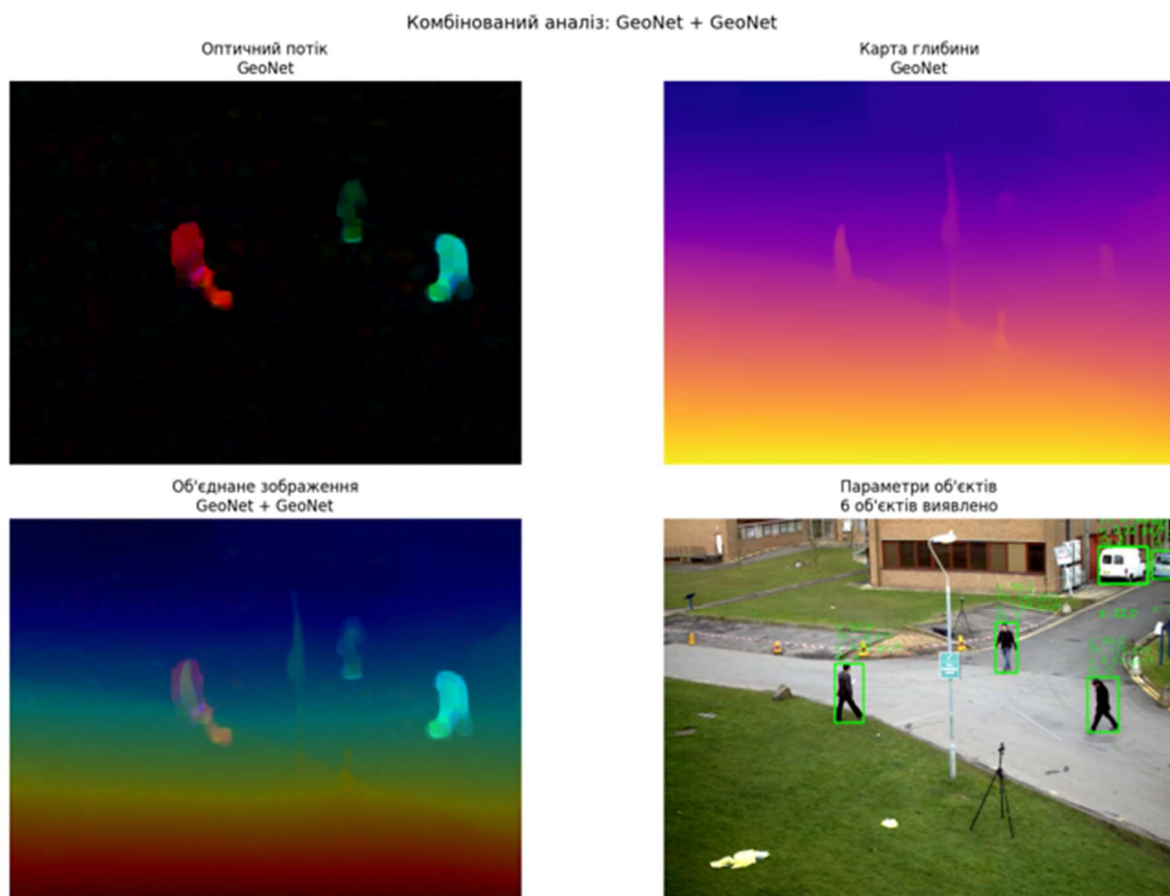 Комбінований аналіз: GeoNet + GeoNet
Оптичний потік
GeoNet
Карта глибини
GeoNet
Об'єднане зображення
GeoNet + GeoNet
Параметри об'єктів
6 об'єктів виявлено